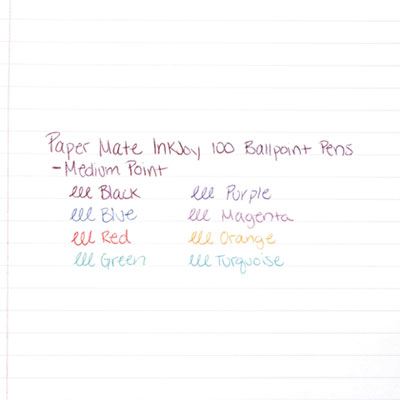 Paper Mate InkJoy 100 Ballpoint Pens
- Medium Point
lll Black lll Purple
lll Blue lll Magenta
lll Red lll Orange
lll Green lll Turquoise